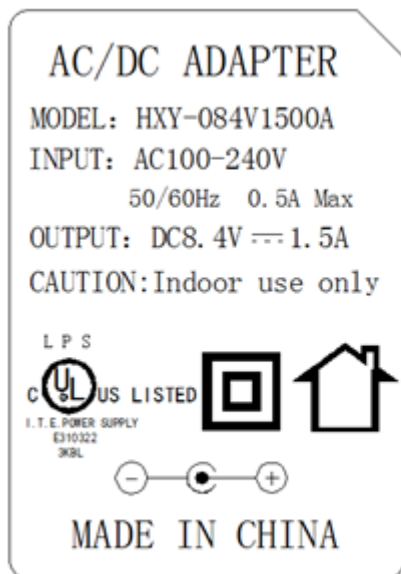 AC/DC ADAPTER
MODEL: HXY-084V1500A
INPUT: AC100-240V
50/60Hz 0.5A Max
OUTPUT: DC8.4V⎓1.5A
CAUTION:Indoor use only
LPS
C UL US LISTED
I.T.E.POWER SUPPLY
E310322
3KBL
- +
MADE IN CHINA